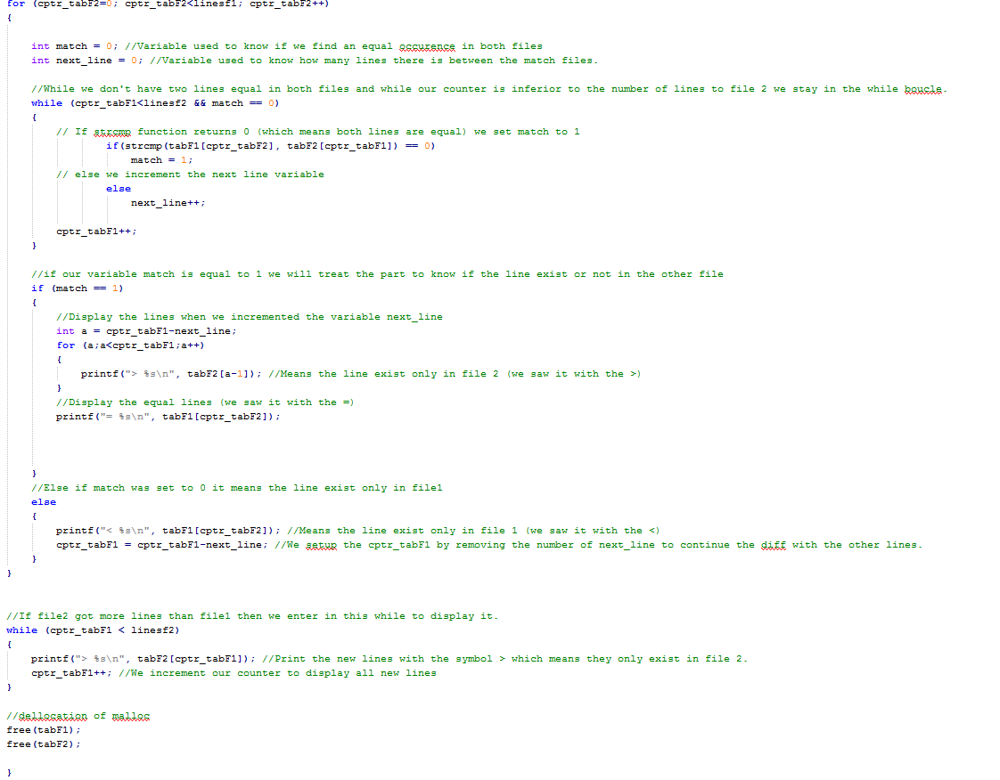 for (cptr_tabF2=0; cptr_tabF2<linesf1; cptr_tabF2++)
{
int match = 0; //Variable used to know if we find an equal occurence in both files
int next_line = 0; //Variable used to know how many lines there is between the match files.
//While we don't have two lines equal in both files and while our counter is inferior to the number of lines to file 2 we stay in the while boucle.
while (cptr_tabF1<linesf2 && match == 0)
{
// If strcmp function returns 0 (which means both lines are equal) we set match to 1
if(strcmp(tabF1[cptr_tabF2], tabF2[cptr_tabF1]) == 0)
match = 1;
// else we increment the next line variable
else
next_line++;
cptr_tabF1++;
}
//if our variable match is equal to 1 we will treat the part to know if the line exist or not in the other file
if (match == 1)
{
//Display the lines when we incremented the variable next_line
int a = cptr_tabF1-next_line;
for (a;a<cptr_tabF1;a++)
{
printf("> %s\n", tabF2[a-1]); //Means the line exist only in file 2 (we saw it with the >)
}
//Display the equal lines (we saw it with the =)
printf("= %s\n", tabF1[cptr_tabF2]);
}
//Else if match was set to 0 it means the line exist only in file1
else
{
printf("< %s\n", tabF1[cptr_tabF2]); //Means the line exist only in file 1 (we saw it with the <)
cptr_tabF1 = cptr_tabF1-next_line; //We setup the cptr_tabF1 by removing the number of next_line to continue the diff with the other lines.
}
}
//If file2 got more lines than file1 then we enter in this while to display it.
while (cptr_tabF1 < linesf2)
{
printf("> %s\n", tabF2[cptr_tabF1]); //Print the new lines with the symbol > which means they only exist in file 2.
cptr_tabF1++; //We increment our counter to display all new lines
}
//dellocation of malloc
free(tabF1);
free(tabF2);
}